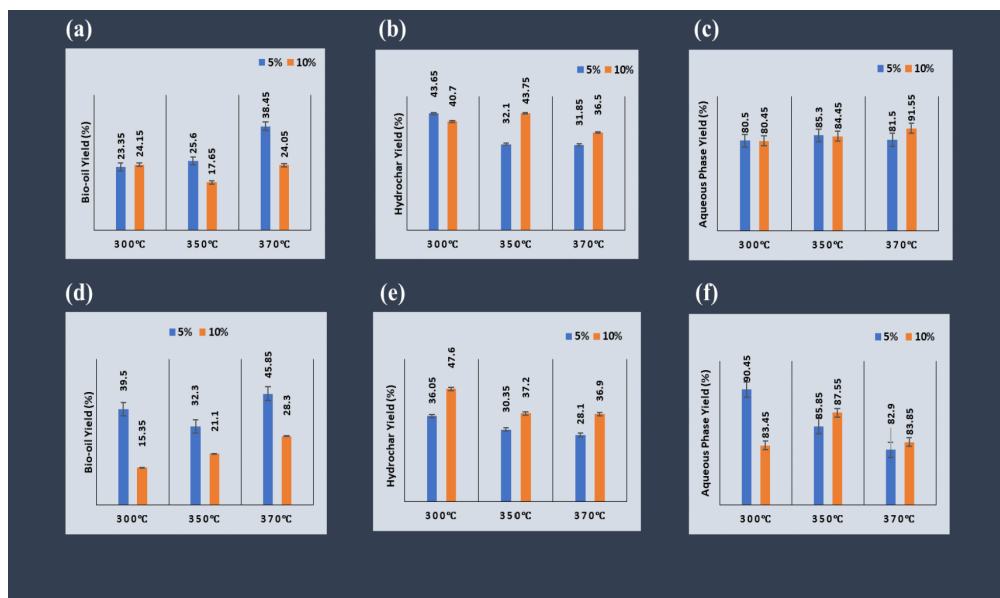 (a)
5% 10%
Bio-oil Yield (%)
23.35
24.15
25.6
17.65
38.45
24.05
300℃ 350℃ 370℃
(b)
5% 10%
Hydrochar Yield (%)
43.65
40.7
32.1
43.75
31.85
36.5
300℃ 350℃ 370℃
(c)
5% 10%
Aqueous Phase Yield (%)
80.5
80.45
85.3
84.45
81.5
91.55
300℃ 350℃ 370℃
(d)
5% 10%
Bio-oil Yield (%)
39.5
15.35
32.3
21.1
45.85
28.3
300℃ 350℃ 370℃
(e)
5% 10%
Hydrochar Yield (%)
36.05
47.6
30.35
37.2
28.1
36.9
300℃ 350℃ 370℃
(f)
5% 10%
Aqueous Phase Yield (%)
90.45
83.45
85.85
87.55
82.9
83.85
300℃ 350℃ 370℃